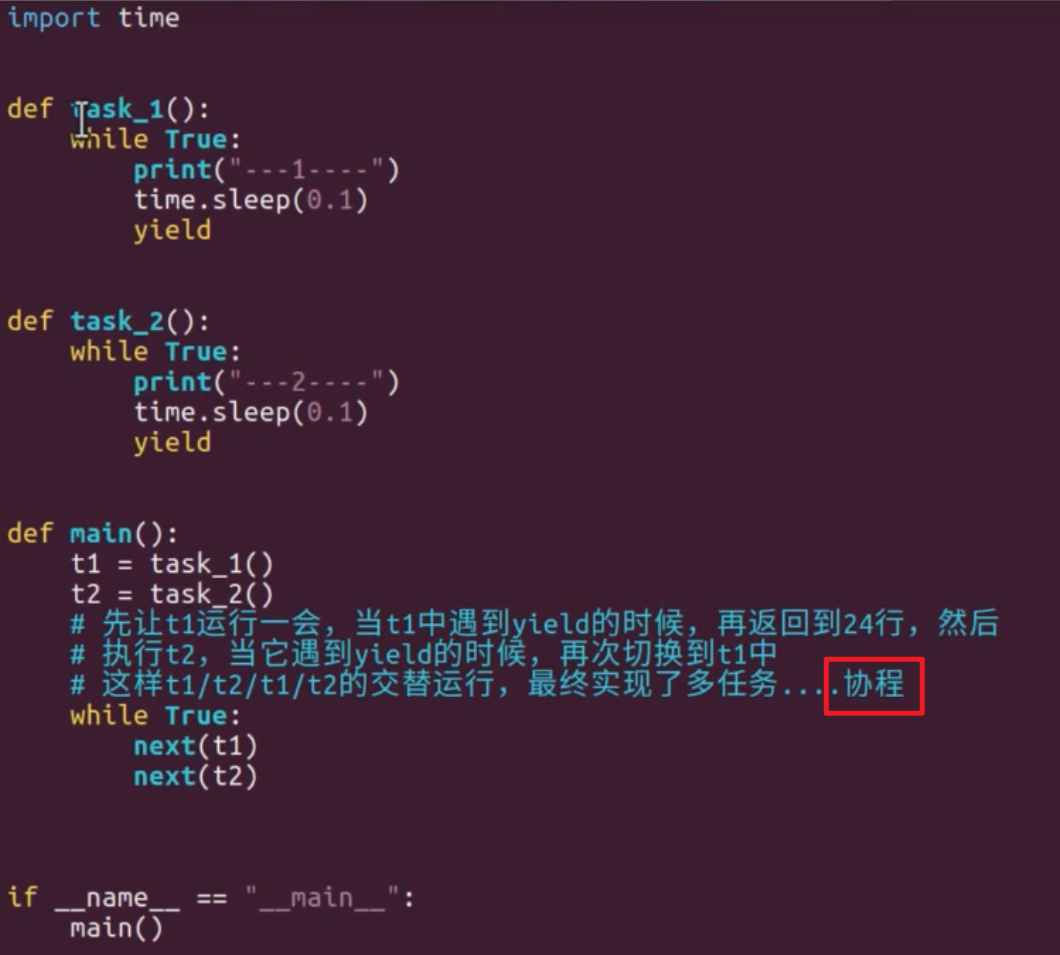 import time
def task_1():
    while True:
        print("---1----")
        time.sleep(0.1)
        yield
def task_2():
    while True:
        print("---2----")
        time.sleep(0.1)
        yield
def main():
    t1 = task_1()
    t2 = task_2()
    # 先让t1运行一会，当t1中遇到yield的时候，再返回到24行，然后
    # 执行t2，当它遇到yield的时候，再次切换到t1中
    # 这样t1/t2/t1/t2的交替运行，最终实现了多任务....协程
    while True:
        next(t1)
        next(t2)
if __name__ == "__main__":
    main()